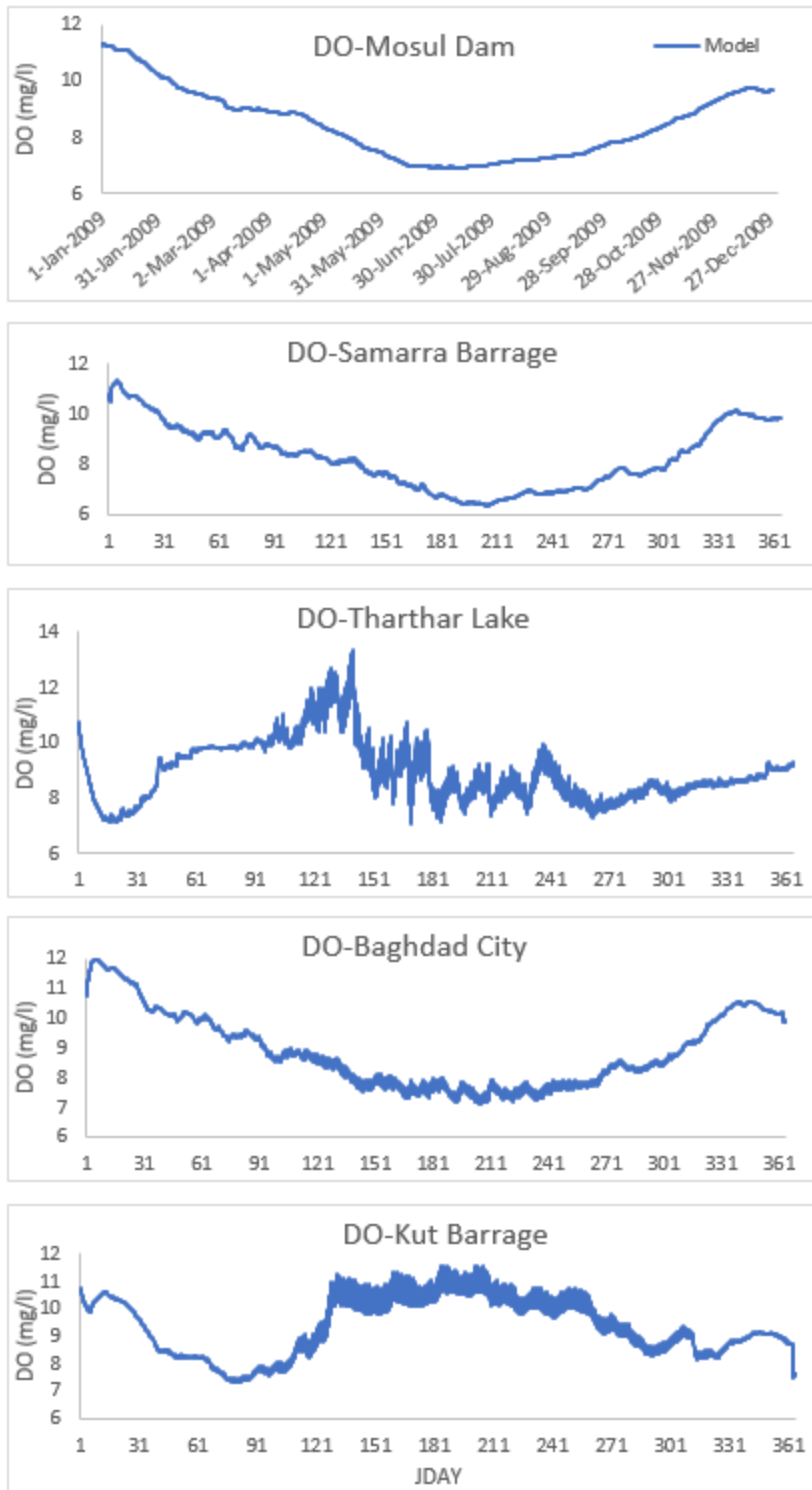 DO-Mosul Dam
Model
DO (mg/l)
12
10
8
6
1-Jan-2009 31-Jan-2009 2-Mar-2009 1-Apr-2009 1-May-2009 31-May-2009 30-Jun-2009 30-Jul-2009 29-Aug-2009 28-Sep-2009 28-Oct-2009 27-Nov-2009 27-Dec-2009
DO-Samarra Barrage
DO (mg/l)
12
10
8
6
1 31 61 91 121 151 181 211 241 271 301 331 361
DO-Tharthar Lake
DO (mg/l)
14
12
10
8
6
1 31 61 91 121 151 181 211 241 271 301 331 361
DO-Baghdad City
DO (mg/l)
12
11
10
9
8
7
6
1 31 61 91 121 151 181 211 241 271 301 331 361
DO-Kut Barrage
DO (mg/l)
12
11
10
9
8
7
6
1 31 61 91 121 151 181 211 241 271 301 331 361
JDAY